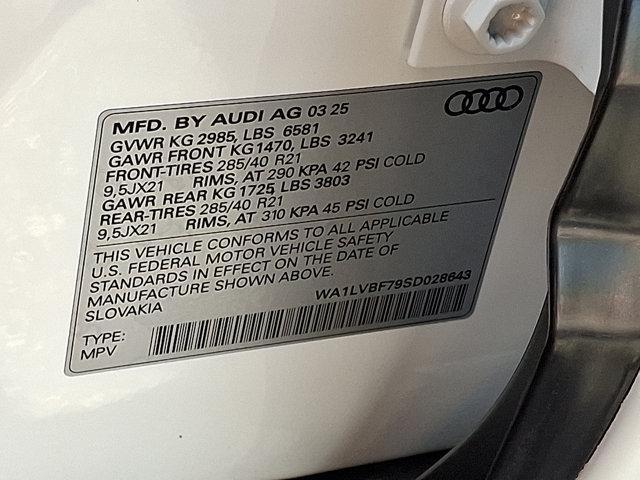 MFD. BY AUDI AG 03 25
GVWR KG 2985, LBS 6581
GAWR FRONT KG 1470, LBS 3241
FRONT-TIRES 285/40 R21
9,5JX21 RIMS, AT 290 KPA 42 PSI COLD
GAWR REAR KG 1725, LBS 3803
REAR-TIRES 285/40 R21
9,5JX21 RIMS, AT 310 KPA 45 PSI COLD
THIS VEHICLE CONFORMS TO ALL APPLICABLE
U.S. FEDERAL MOTOR VEHICLE SAFETY
STANDARDS IN EFFECT ON THE DATE OF
MANUFACTURE SHOWN ABOVE.
SLOVAKIA
WA1LVBF79SD028643
TYPE:
MPV